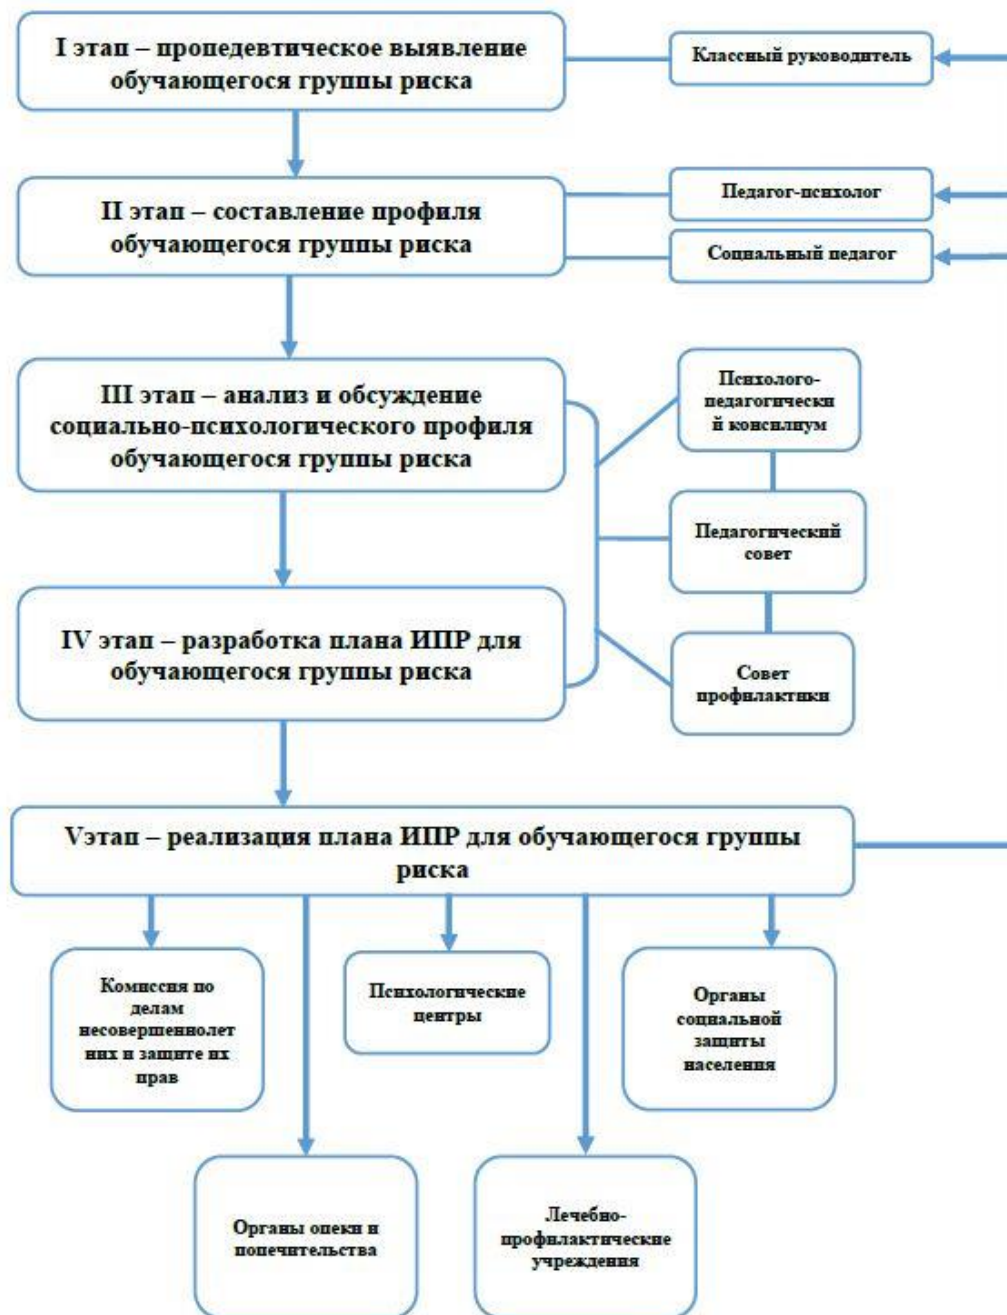 I этап – пропедевтическое выявление
обучающегося группы риска
Классный руководитель
II этап – составление профиля
обучающегося группы риска
Педагог-психолог
Социальный педагог
III этап – анализ и обсуждение
социально-психологического профиля
обучающегося группы риска
Психолого-
педагогически
й консилиум
Педагогический
совет
IV этап – разработка плана ИПР для
обучающегося группы риска
Совет
профилактики
Vэтап – реализация плана ИПР для обучающегося группы
риска
Комиссия по
делам
несовершеннолет
них и защите их
прав
Психологические
центры
Органы
социальной
защиты
населения
Органы опеки и
попечительства
Лечебно-
профилактические
учреждения